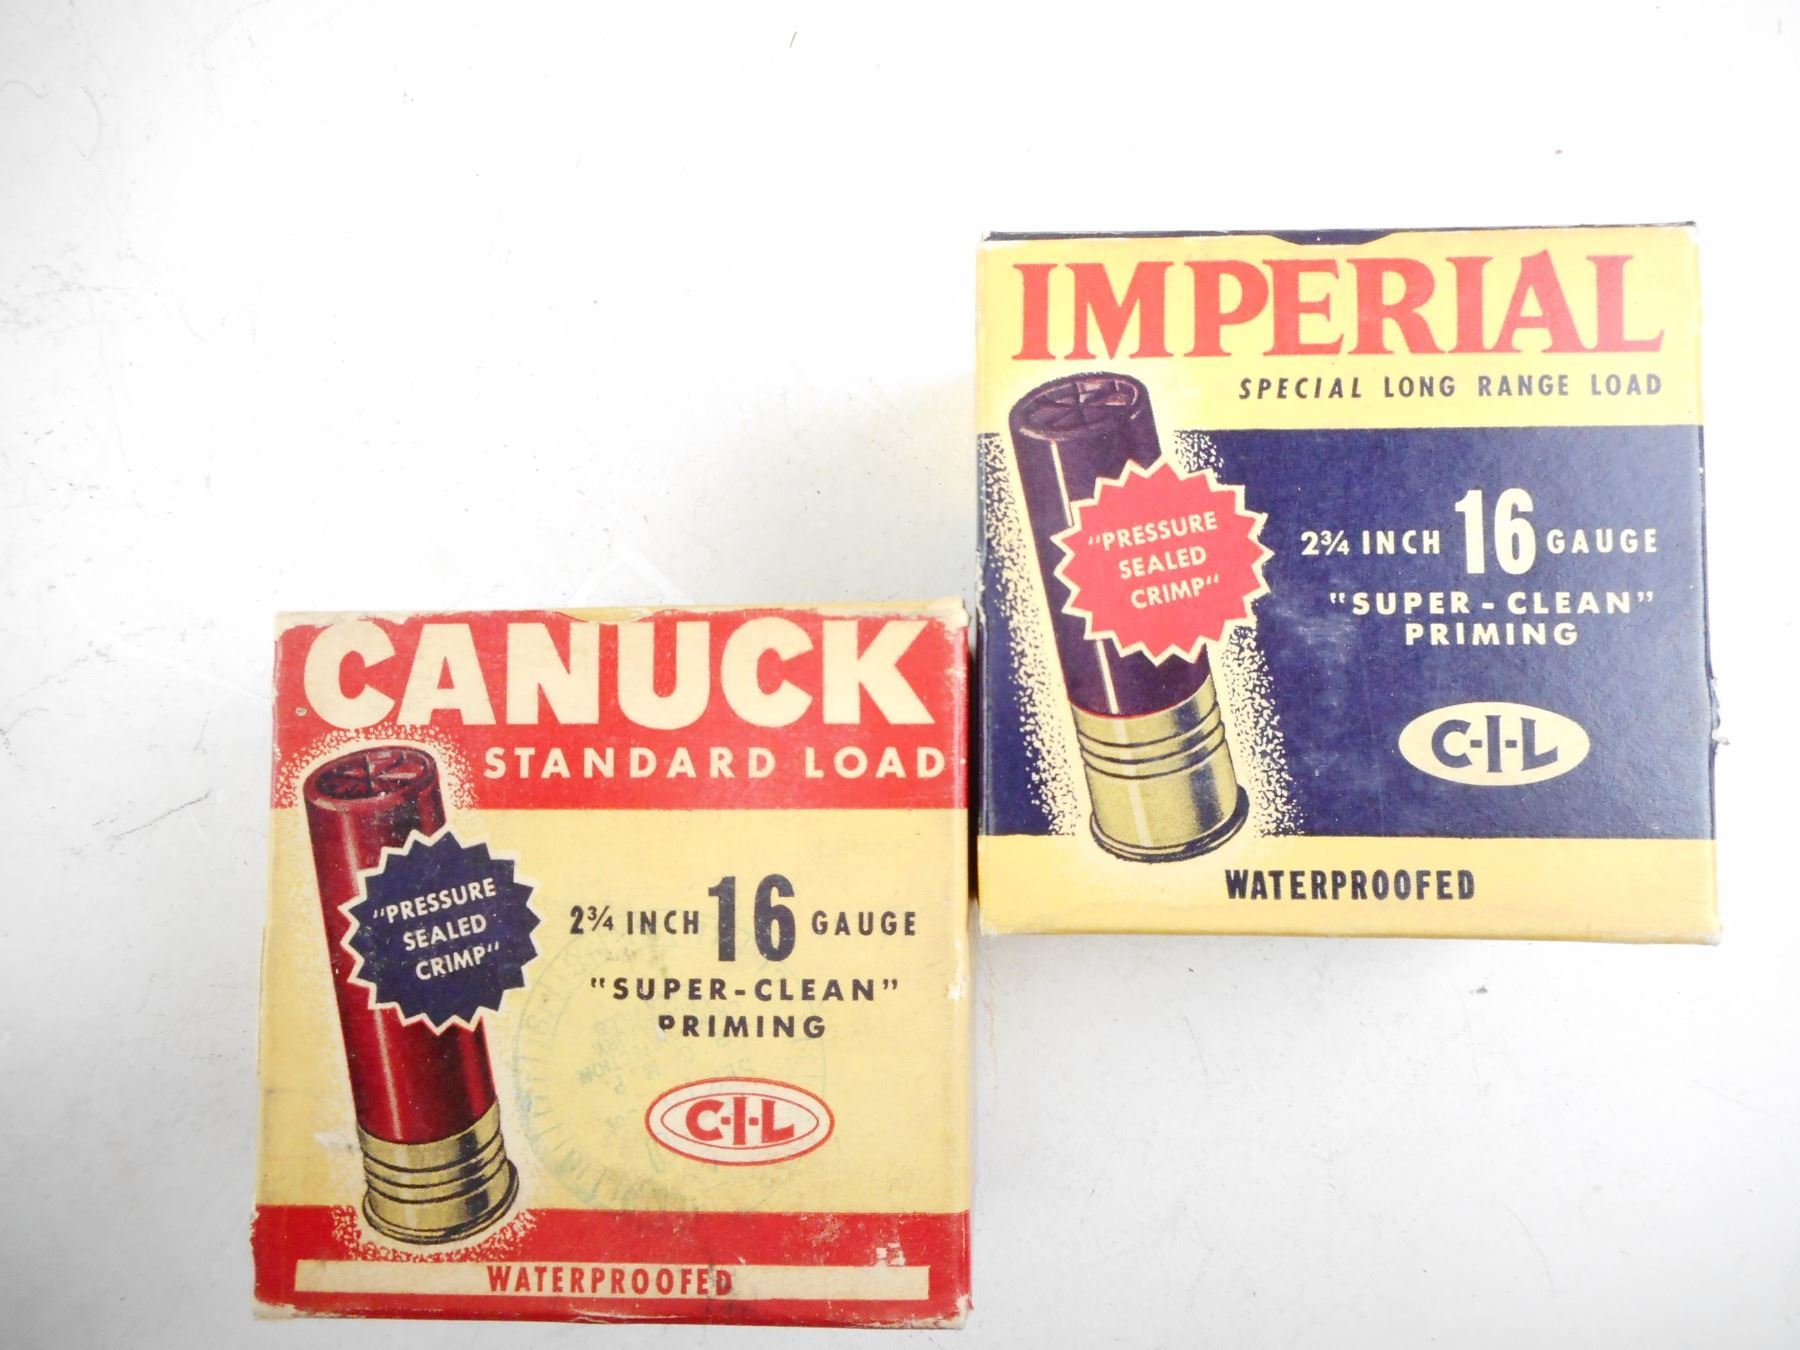 CANUCK
STANDARD LOAD
"PRESSURE
SEALED
CRIMP"
2¾ INCH 16 GAUGE
"SUPER-CLEAN"
PRIMING
C-I-L
WATERPROOFED
IMPERIAL
SPECIAL LONG RANGE LOAD
"PRESSURE
SEALED
CRIMP"
2¾ INCH 16 GAUGE
"SUPER-CLEAN"
PRIMING
C-I-L
WATERPROOFED